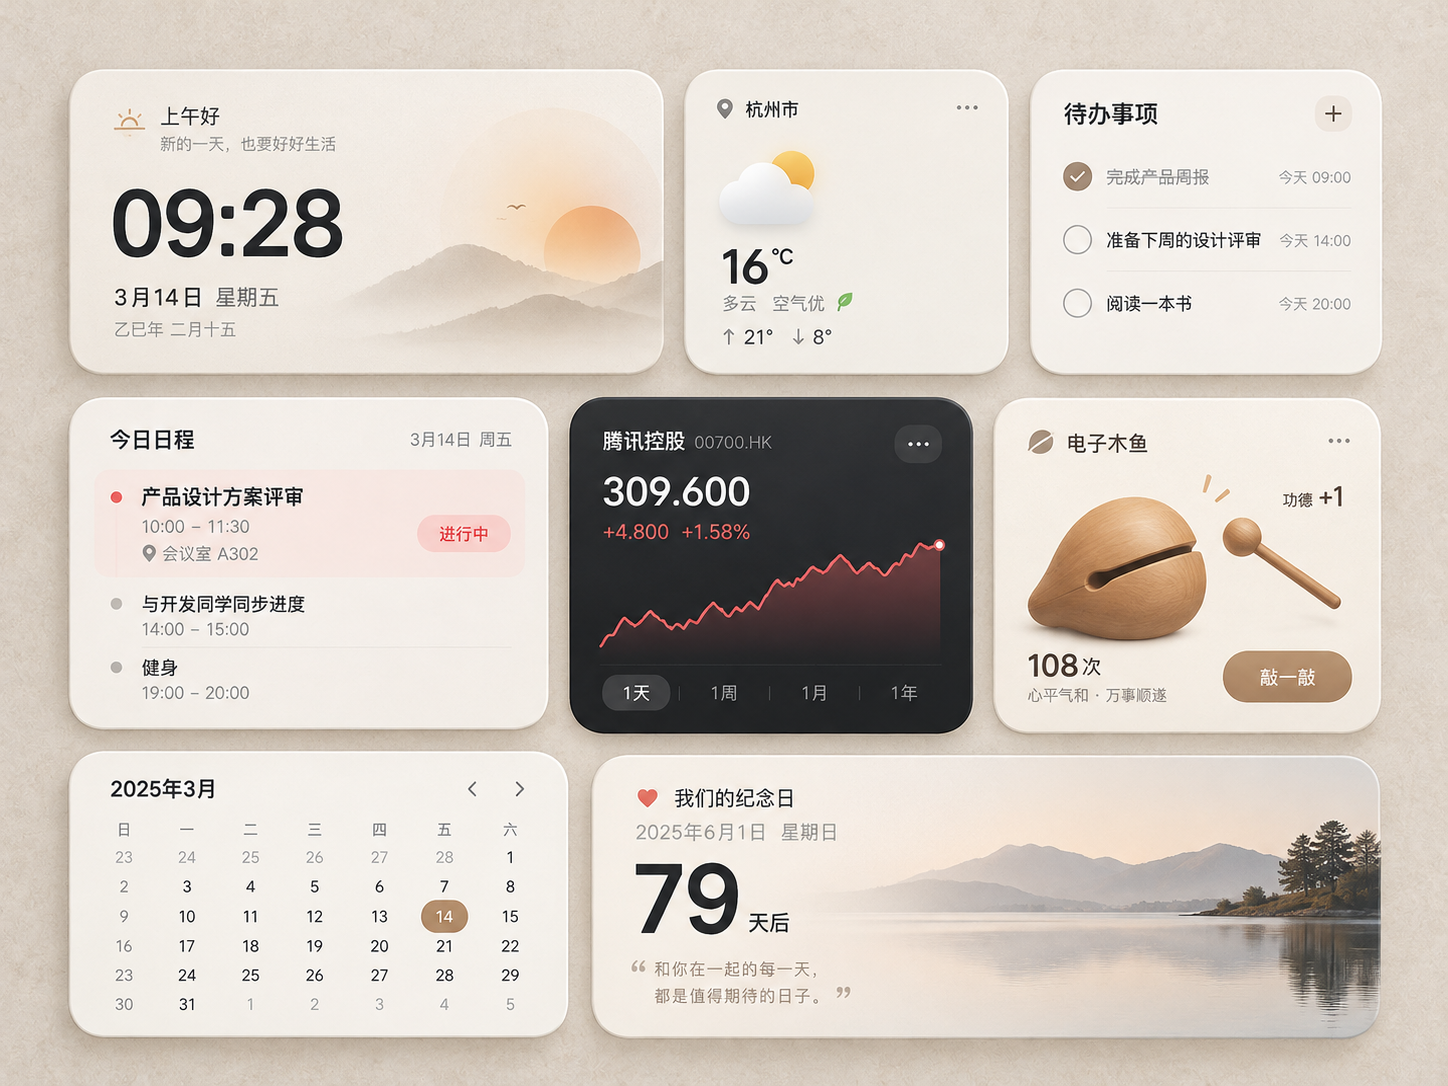 上午好
新的一天，也要好好生活
09:28
3月14日 星期五
乙巳年 二月十五
杭州市
16°C
多云 空气优
↑ 21° ↓ 8°
待办事项
完成产品周报 今天 09:00
准备下周的设计评审 今天 14:00
阅读一本书 今天 20:00
今日日程 3月14日 周五
产品设计方案评审
10:00 – 11:30
进行中
会议室 A302
与开发同学同步进度
14:00 – 15:00
健身
19:00 – 20:00
腾讯控股 00700.HK
309.600
+4.800 +1.58%
1天 1周 1月 1年
电子木鱼
功德 +1
108次
心平气和 · 万事顺遂
敲一敲
2025年3月
日 一 二 三 四 五 六
23 24 25 26 27 28 1
2 3 4 5 6 7 8
9 10 11 12 13 14 15
16 17 18 19 20 21 22
23 24 25 26 27 28 29
30 31 1 2 3 4 5
我们的纪念日
2025年6月1日 星期日
79 天后
“ 和你在一起的每一天，
都是值得期待的日子。 ”